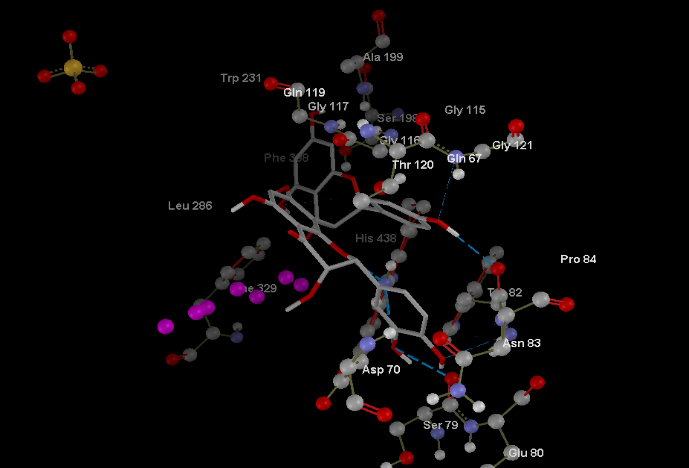 Ala 199
Trp 231
Gln 119
Gly 117
Gly 115
Ser 198
Gly 116
Gly 121
Phe 398
Thr 120
Gln 67
Leu 286
His 438
Pro 84
Phe 329
82
Asn 83
Asp 70
Ser 79
Glu 80